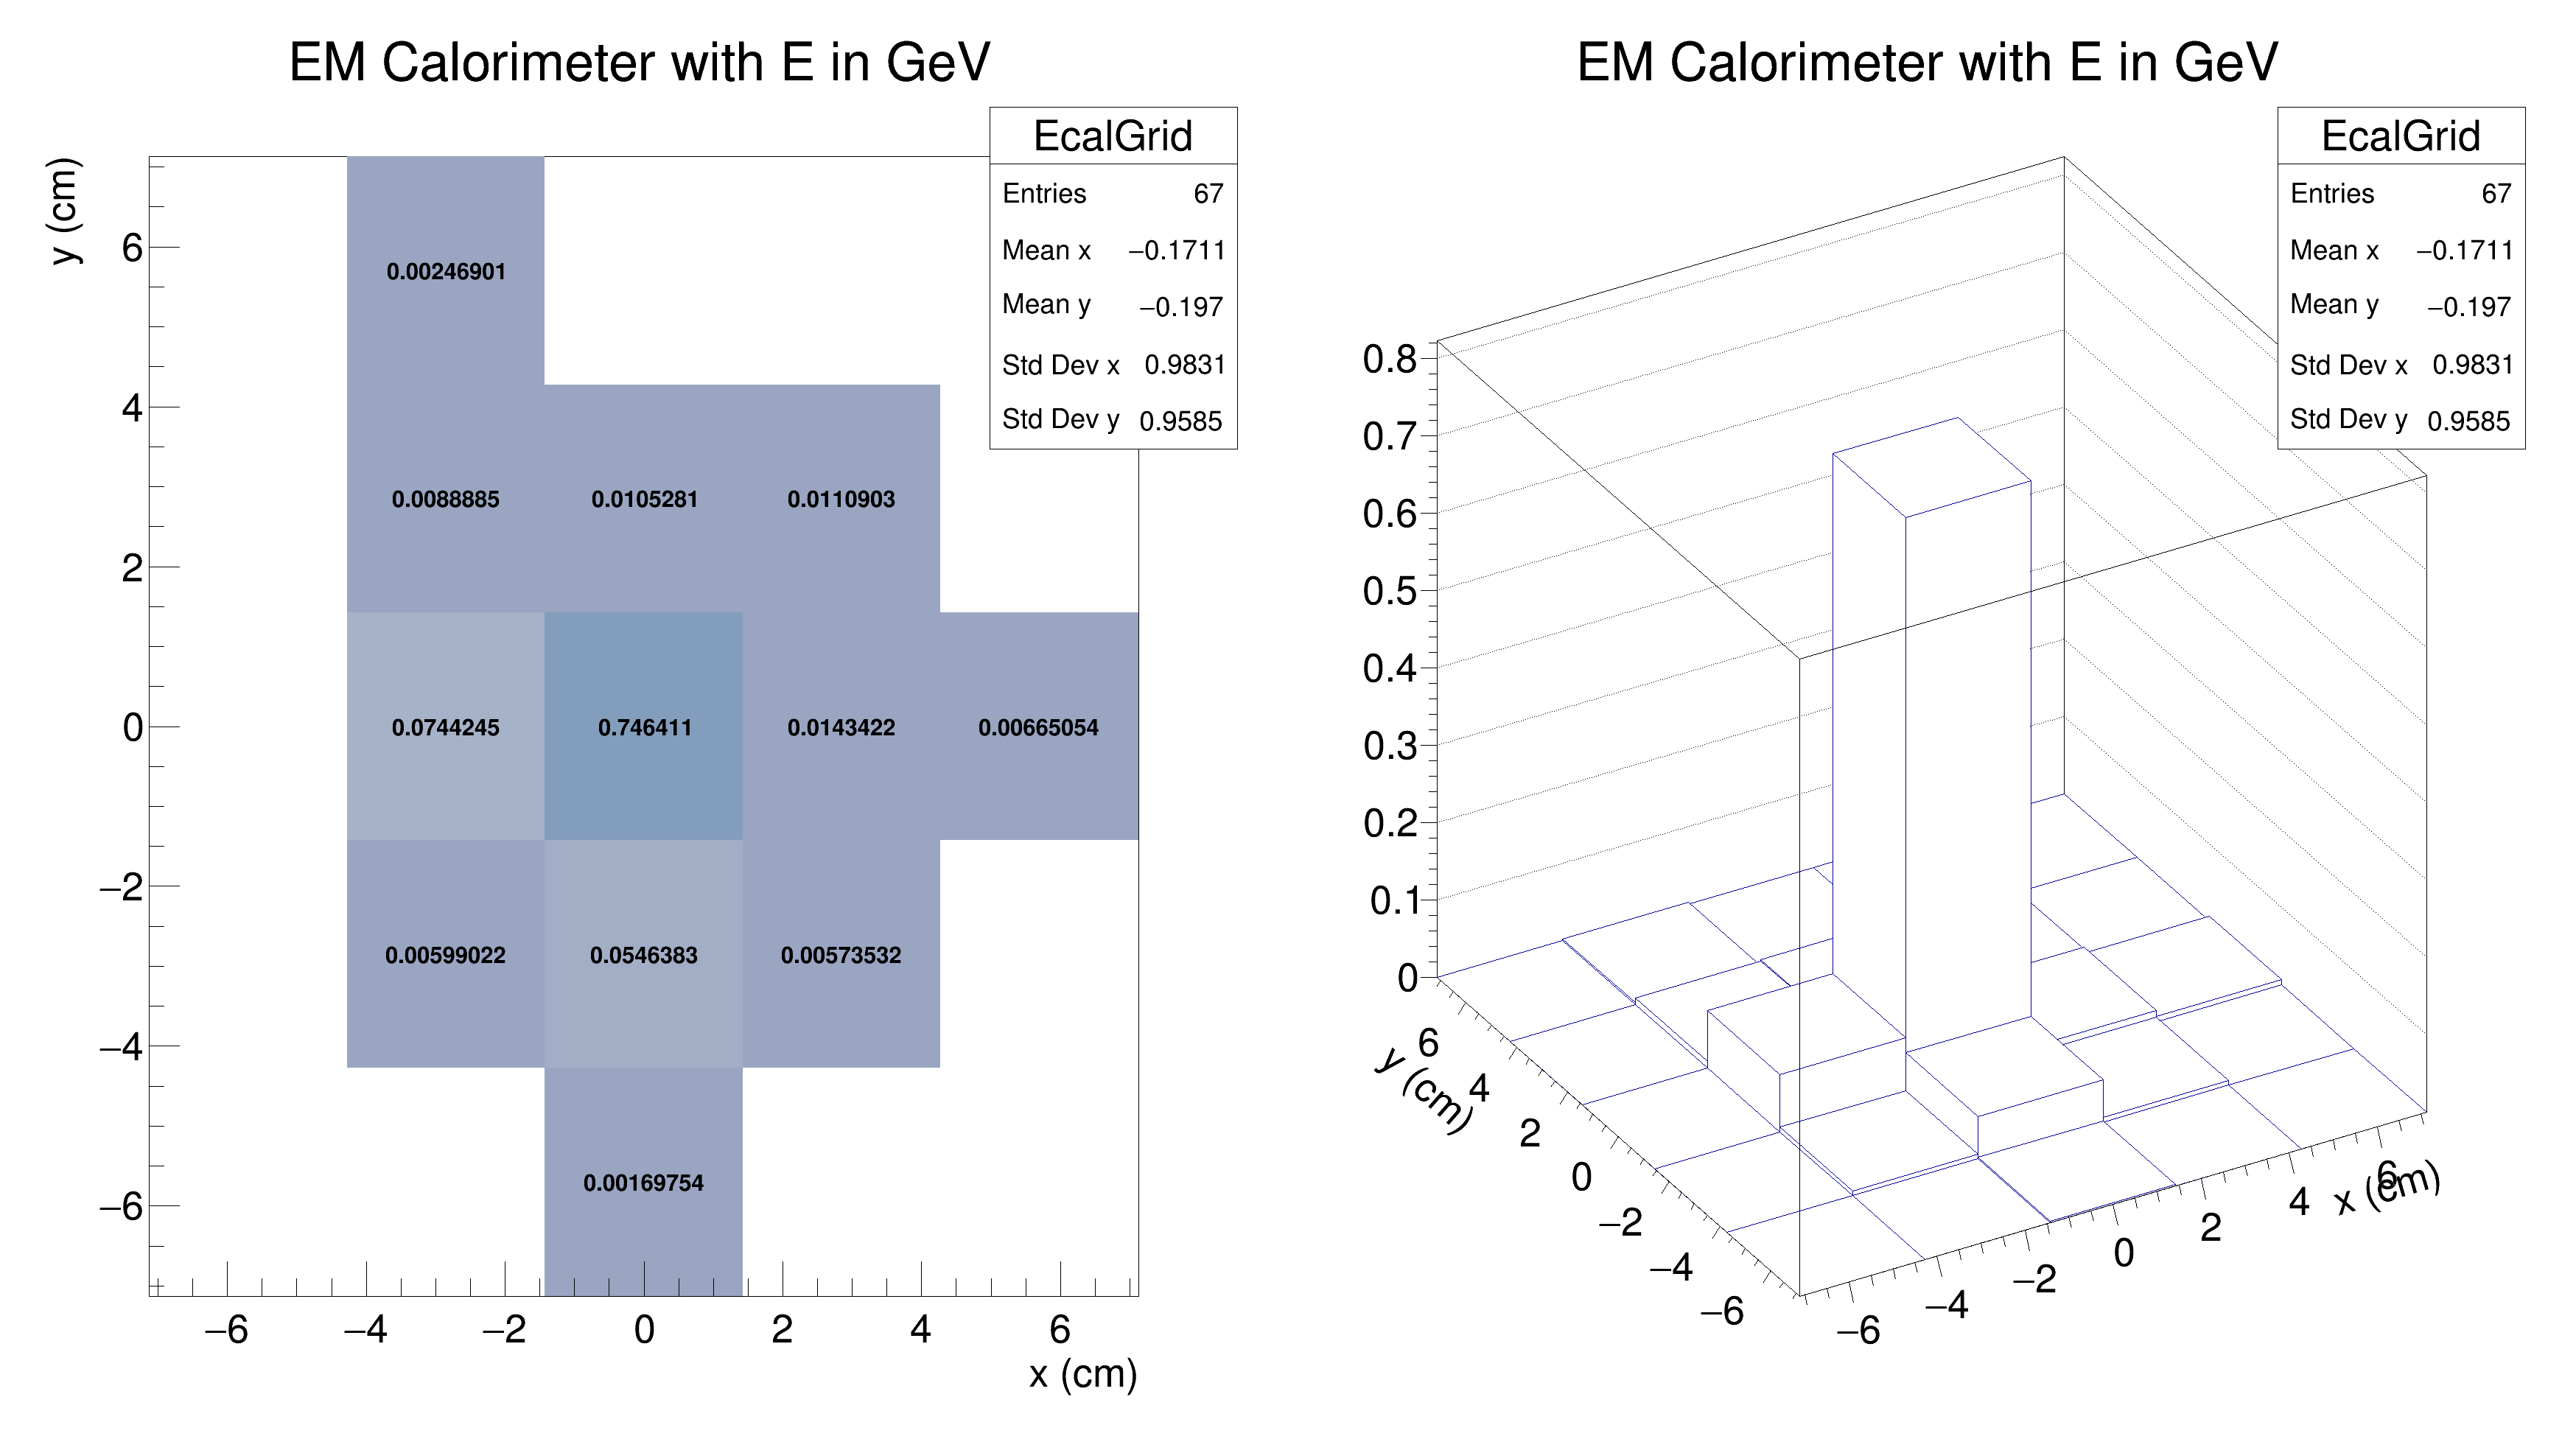 EM Calorimeter with E in GeV
EcalGrid
Entries 67
Mean x −0.1711
Mean y −0.197
Std Dev x 0.9831
Std Dev y 0.9585
y (cm)
6
4
2
0
−2
−4
−6
0.00246901
0.0088885 0.0105281 0.0110903
0.0744245 0.746411 0.0143422 0.00665054
0.00599022 0.0546383 0.00573532
0.00169754
−6 −4 −2 0 2 4 6
x (cm)
EM Calorimeter with E in GeV
EcalGrid
Entries 67
Mean x −0.1711
Mean y −0.197
Std Dev x 0.9831
Std Dev y 0.9585
0.8
0.7
0.6
0.5
0.4
0.3
0.2
0.1
0
y (cm)
6
4
2
0
−2
−4
−6
−6 −4 −2 0 2 4 6
x (cm)